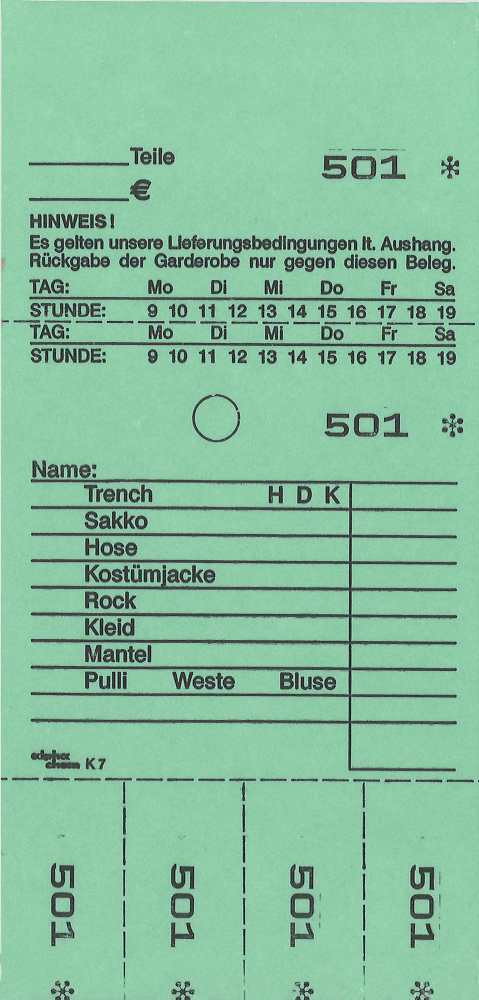 Teile 501 *
€
HINWEIS!
Es gelten unsere Lieferungsbedingungen lt. Aushang.
Rückgabe der Garderobe nur gegen diesen Beleg.
TAG: Mo Di Mi Do Fr Sa
STUNDE: 9 10 11 12 13 14 15 16 17 18 19
TAG: Mo Di Mi Do Fr Sa
STUNDE: 9 10 11 12 13 14 15 16 17 18 19
501 *
Name:
Trench H D K
Sakko
Hose
Kostümjacke
Rock
Kleid
Mantel
Pulli Weste Bluse
chem K7
501 * 501 * 501 * 501 *